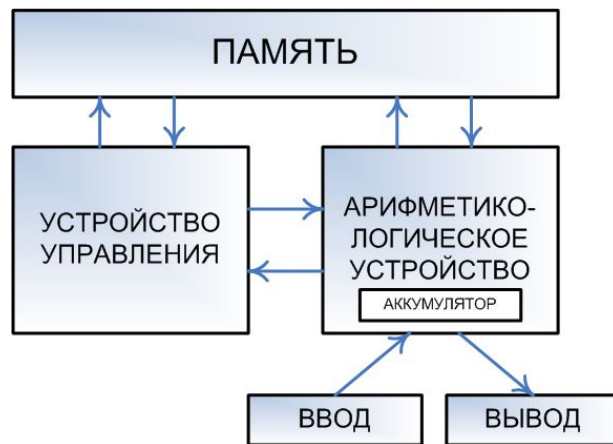 ПАМЯТЬ
УСТРОЙСТВО
УПРАВЛЕНИЯ
АРИФМЕТИКО-
ЛОГИЧЕСКОЕ
УСТРОЙСТВО
АККУМУЛЯТОР
ВВОД
ВЫВОД